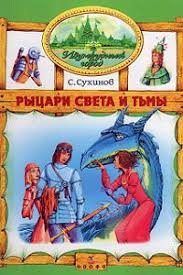 Изумрудный город
С. Сухинов
РЫЦАРИ СВЕТА И ТЬМЫ